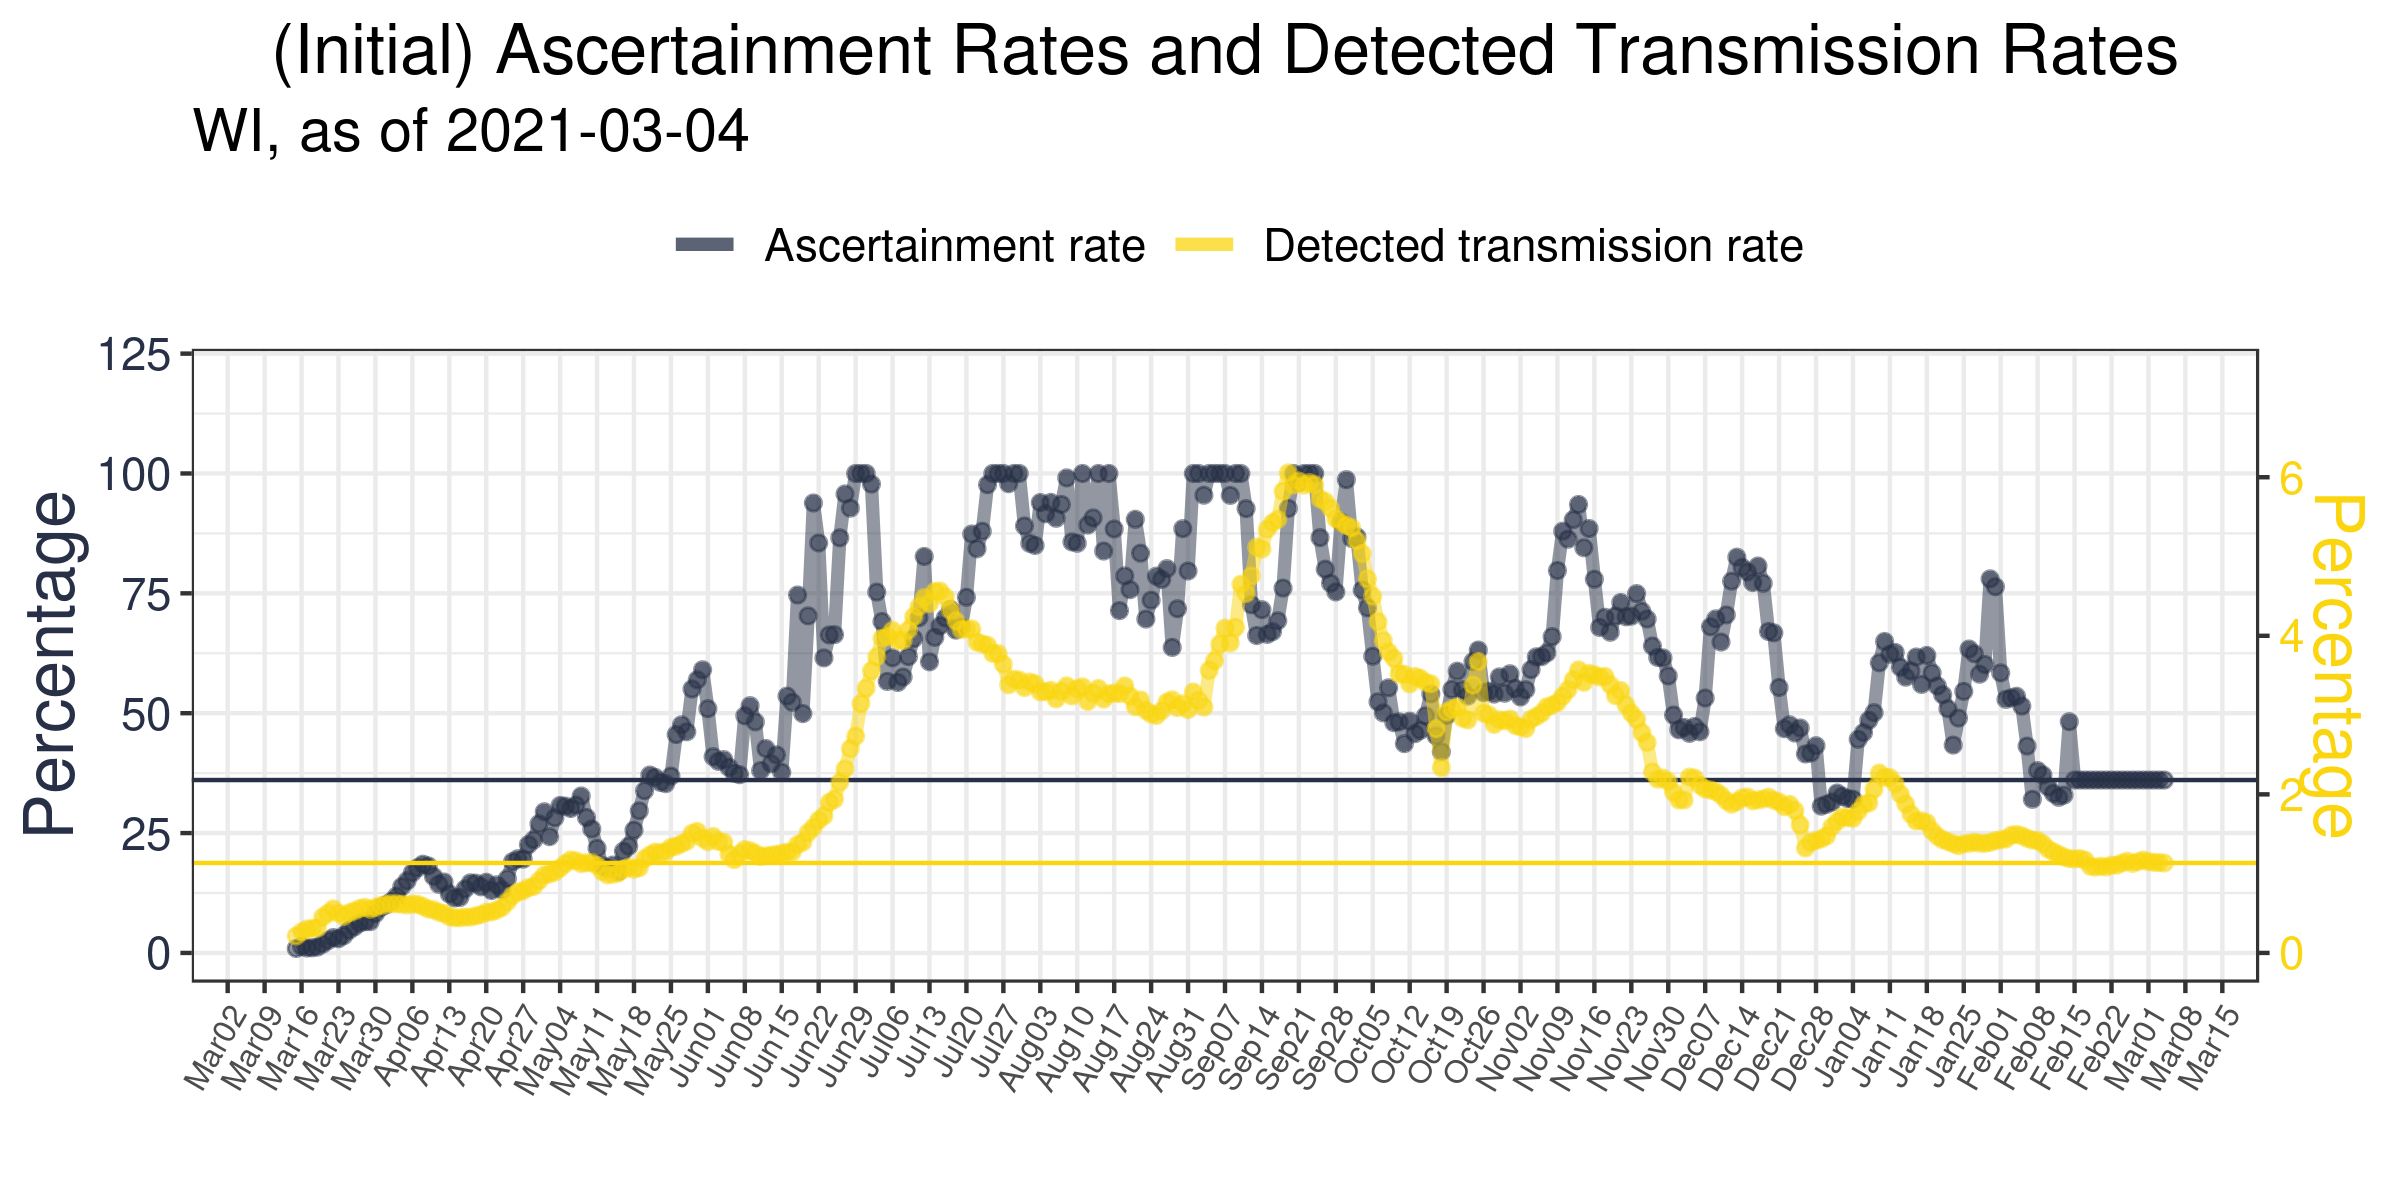 (Initial) Ascertainment Rates and Detected Transmission Rates
WI, as of 2021-03-04
Ascertainment rate
Detected transmission rate
Percentage
125
100
75
50
25
0
6
4
2
0
Percentage
Mar02
Mar09
Mar16
Mar23
Mar30
Apr06
Apr13
Apr20
Apr27
May04
May11
May18
May25
Jun01
Jun08
Jun15
Jun22
Jun29
Jul06
Jul13
Jul20
Jul27
Aug03
Aug10
Aug17
Aug24
Aug31
Sep07
Sep14
Sep21
Sep28
Oct05
Oct12
Oct19
Oct26
Nov02
Nov09
Nov16
Nov23
Nov30
Dec07
Dec14
Dec21
Dec28
Jan04
Jan11
Jan18
Jan25
Feb01
Feb08
Feb15
Feb22
Mar01
Mar08
Mar15